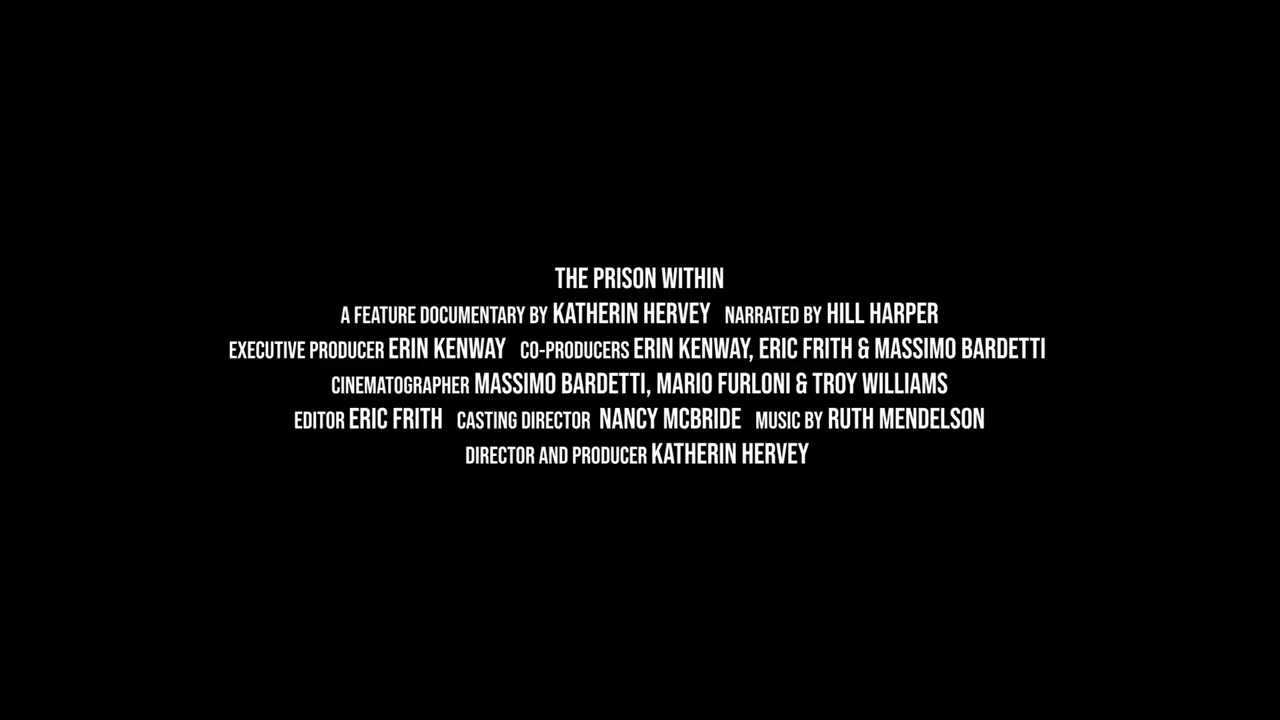 THE PRISON WITHIN
A FEATURE DOCUMENTARY BY KATHERIN HERVEY NARRATED BY HILL HARPER
EXECUTIVE PRODUCER ERIN KENWAY CO-PRODUCERS ERIN KENWAY, ERIC FRITH & MASSIMO BARDETTI
CINEMATOGRAPHER MASSIMO BARDETTI, MARIO FURLONI & TROY WILLIAMS
EDITOR ERIC FRITH CASTING DIRECTOR NANCY MCBRIDE MUSIC BY RUTH MENDELSON
DIRECTOR AND PRODUCER KATHERIN HERVEY